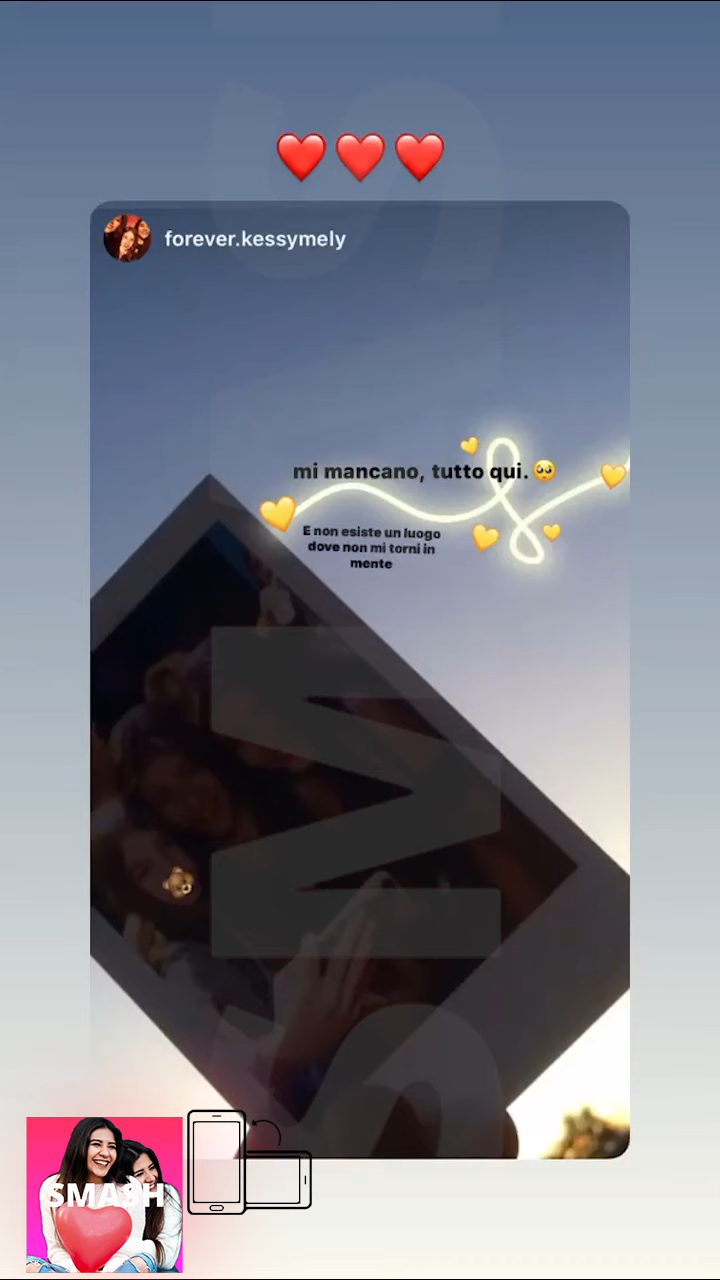 ❤️❤️❤️
forever.kessymely
mi mancano, tutto qui.🥺
E non esiste un luogo
dove non mi torni in
mente
SMASH